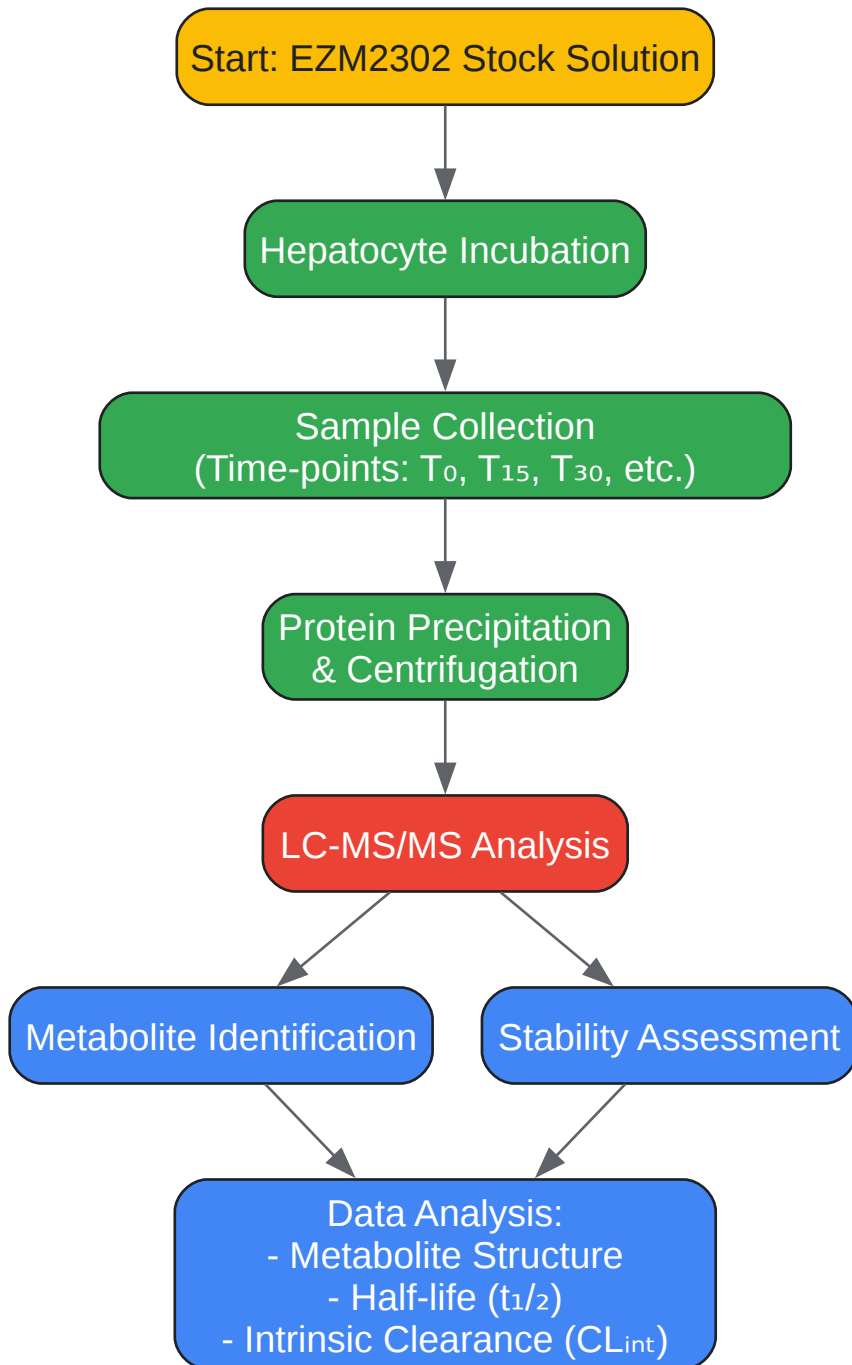 Start: EZM2302 Stock Solution
Hepatocyte Incubation
Sample Collection
(Time-points: T₀, T₁₅, T₃₀, etc.)
Protein Precipitation
& Centrifugation
LC-MS/MS Analysis
Metabolite Identification
Stability Assessment
Data Analysis:
- Metabolite Structure
- Half-life (t₁/₂)
- Intrinsic Clearance (CLᵢₙₜ)